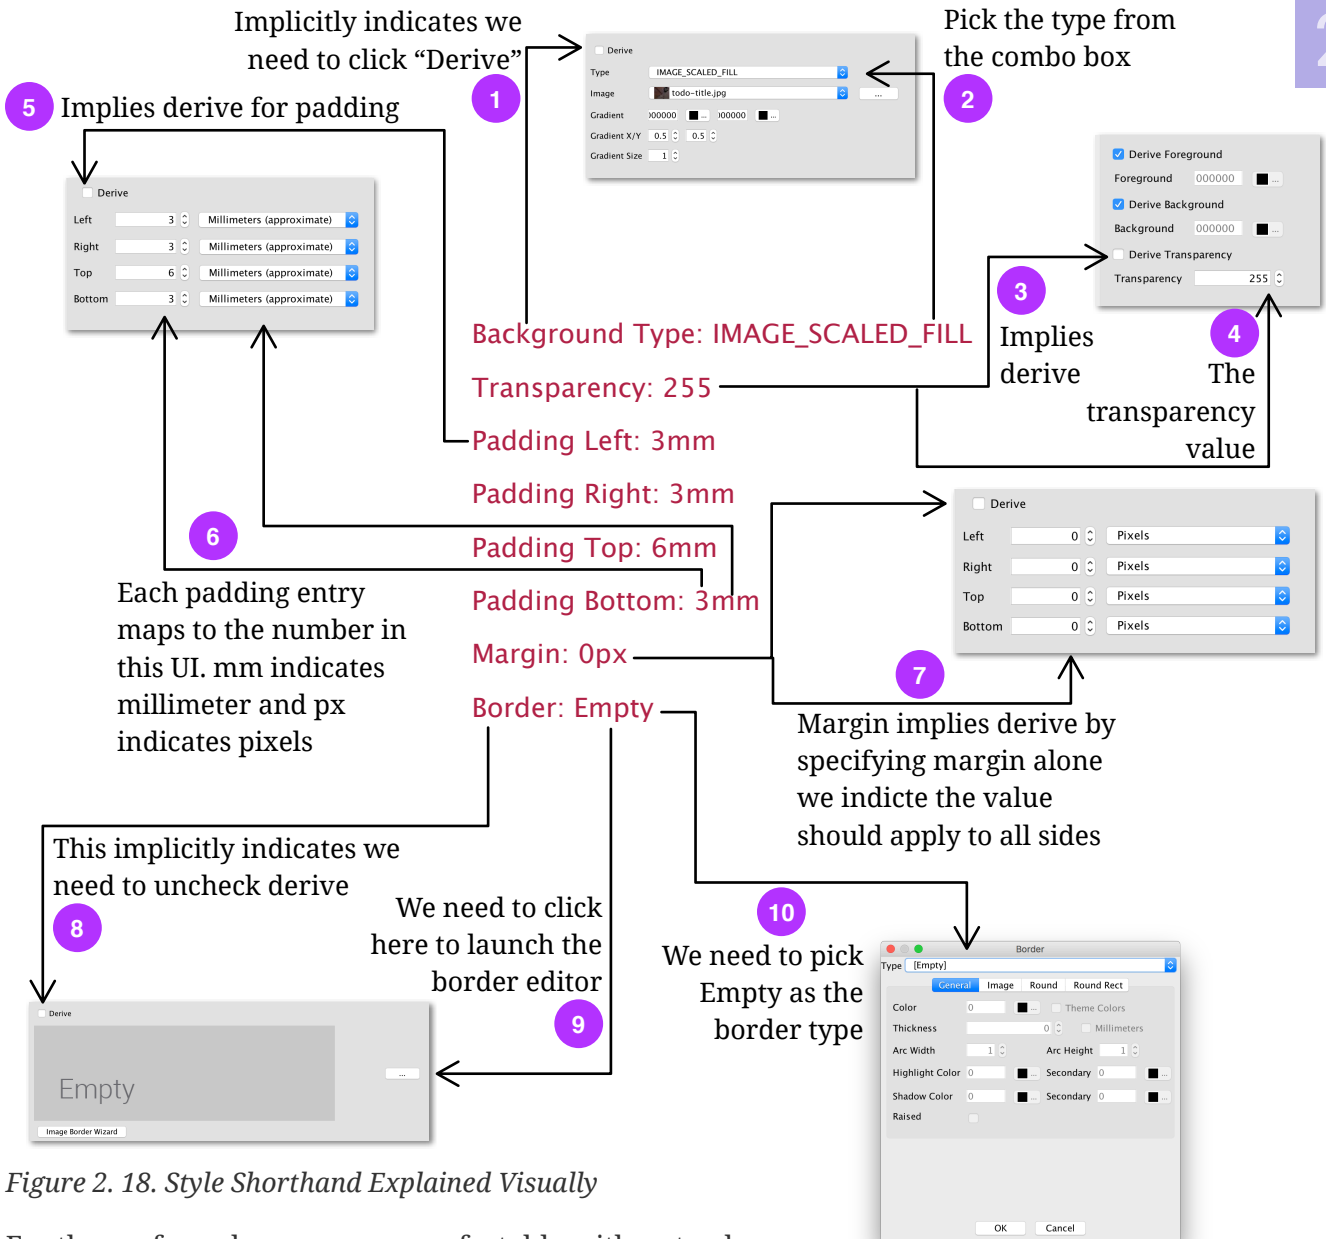 Implicitly indicates we
need to click “Derive”
1
Derive
Type IMAGE_SCALED_FILL
Image todo-title.jpg ...
Gradient 000000 ... 000000 ...
Gradient X/Y 0.5 0.5
Gradient Size 1
Pick the type from
the combo box
2
5 Implies derive for padding
Derive
Left 3 Millimeters (approximate)
Right 3 Millimeters (approximate)
Top 6 Millimeters (approximate)
Bottom 3 Millimeters (approximate)
Derive Foreground
Foreground 000000 ...
Derive Background
Background 000000 ...
Derive Transparency
Transparency 255
3
Implies
derive
4
The
transparency
value
Background Type: IMAGE_SCALED_FILL
Transparency: 255
Padding Left: 3mm
Padding Right: 3mm
Padding Top: 6mm
Padding Bottom: 3mm
Margin: 0px
Border: Empty
6
Each padding entry
maps to the number in
this UI. mm indicates
millimeter and px
indicates pixels
Derive
Left 0 Pixels
Right 0 Pixels
Top 0 Pixels
Bottom 0 Pixels
7
Margin implies derive by
specifying margin alone
we indicte the value
should apply to all sides
This implicitly indicates we
need to uncheck derive
8
We need to click
here to launch the
border editor
9
Derive
Empty
...
Image Border Wizard
10
We need to pick
Empty as the
border type
Border
Type [Empty]
General Image Round Round Rect
Color 0 ... Theme Colors
Thickness 0 Millimeters
Arc Width 1 Arc Height 1
Highlight Color 0 ... Secondary 0 ...
Shadow Color 0 ... Secondary 0 ...
Raised
OK Cancel
Figure 2. 18. Style Shorthand Explained Visually